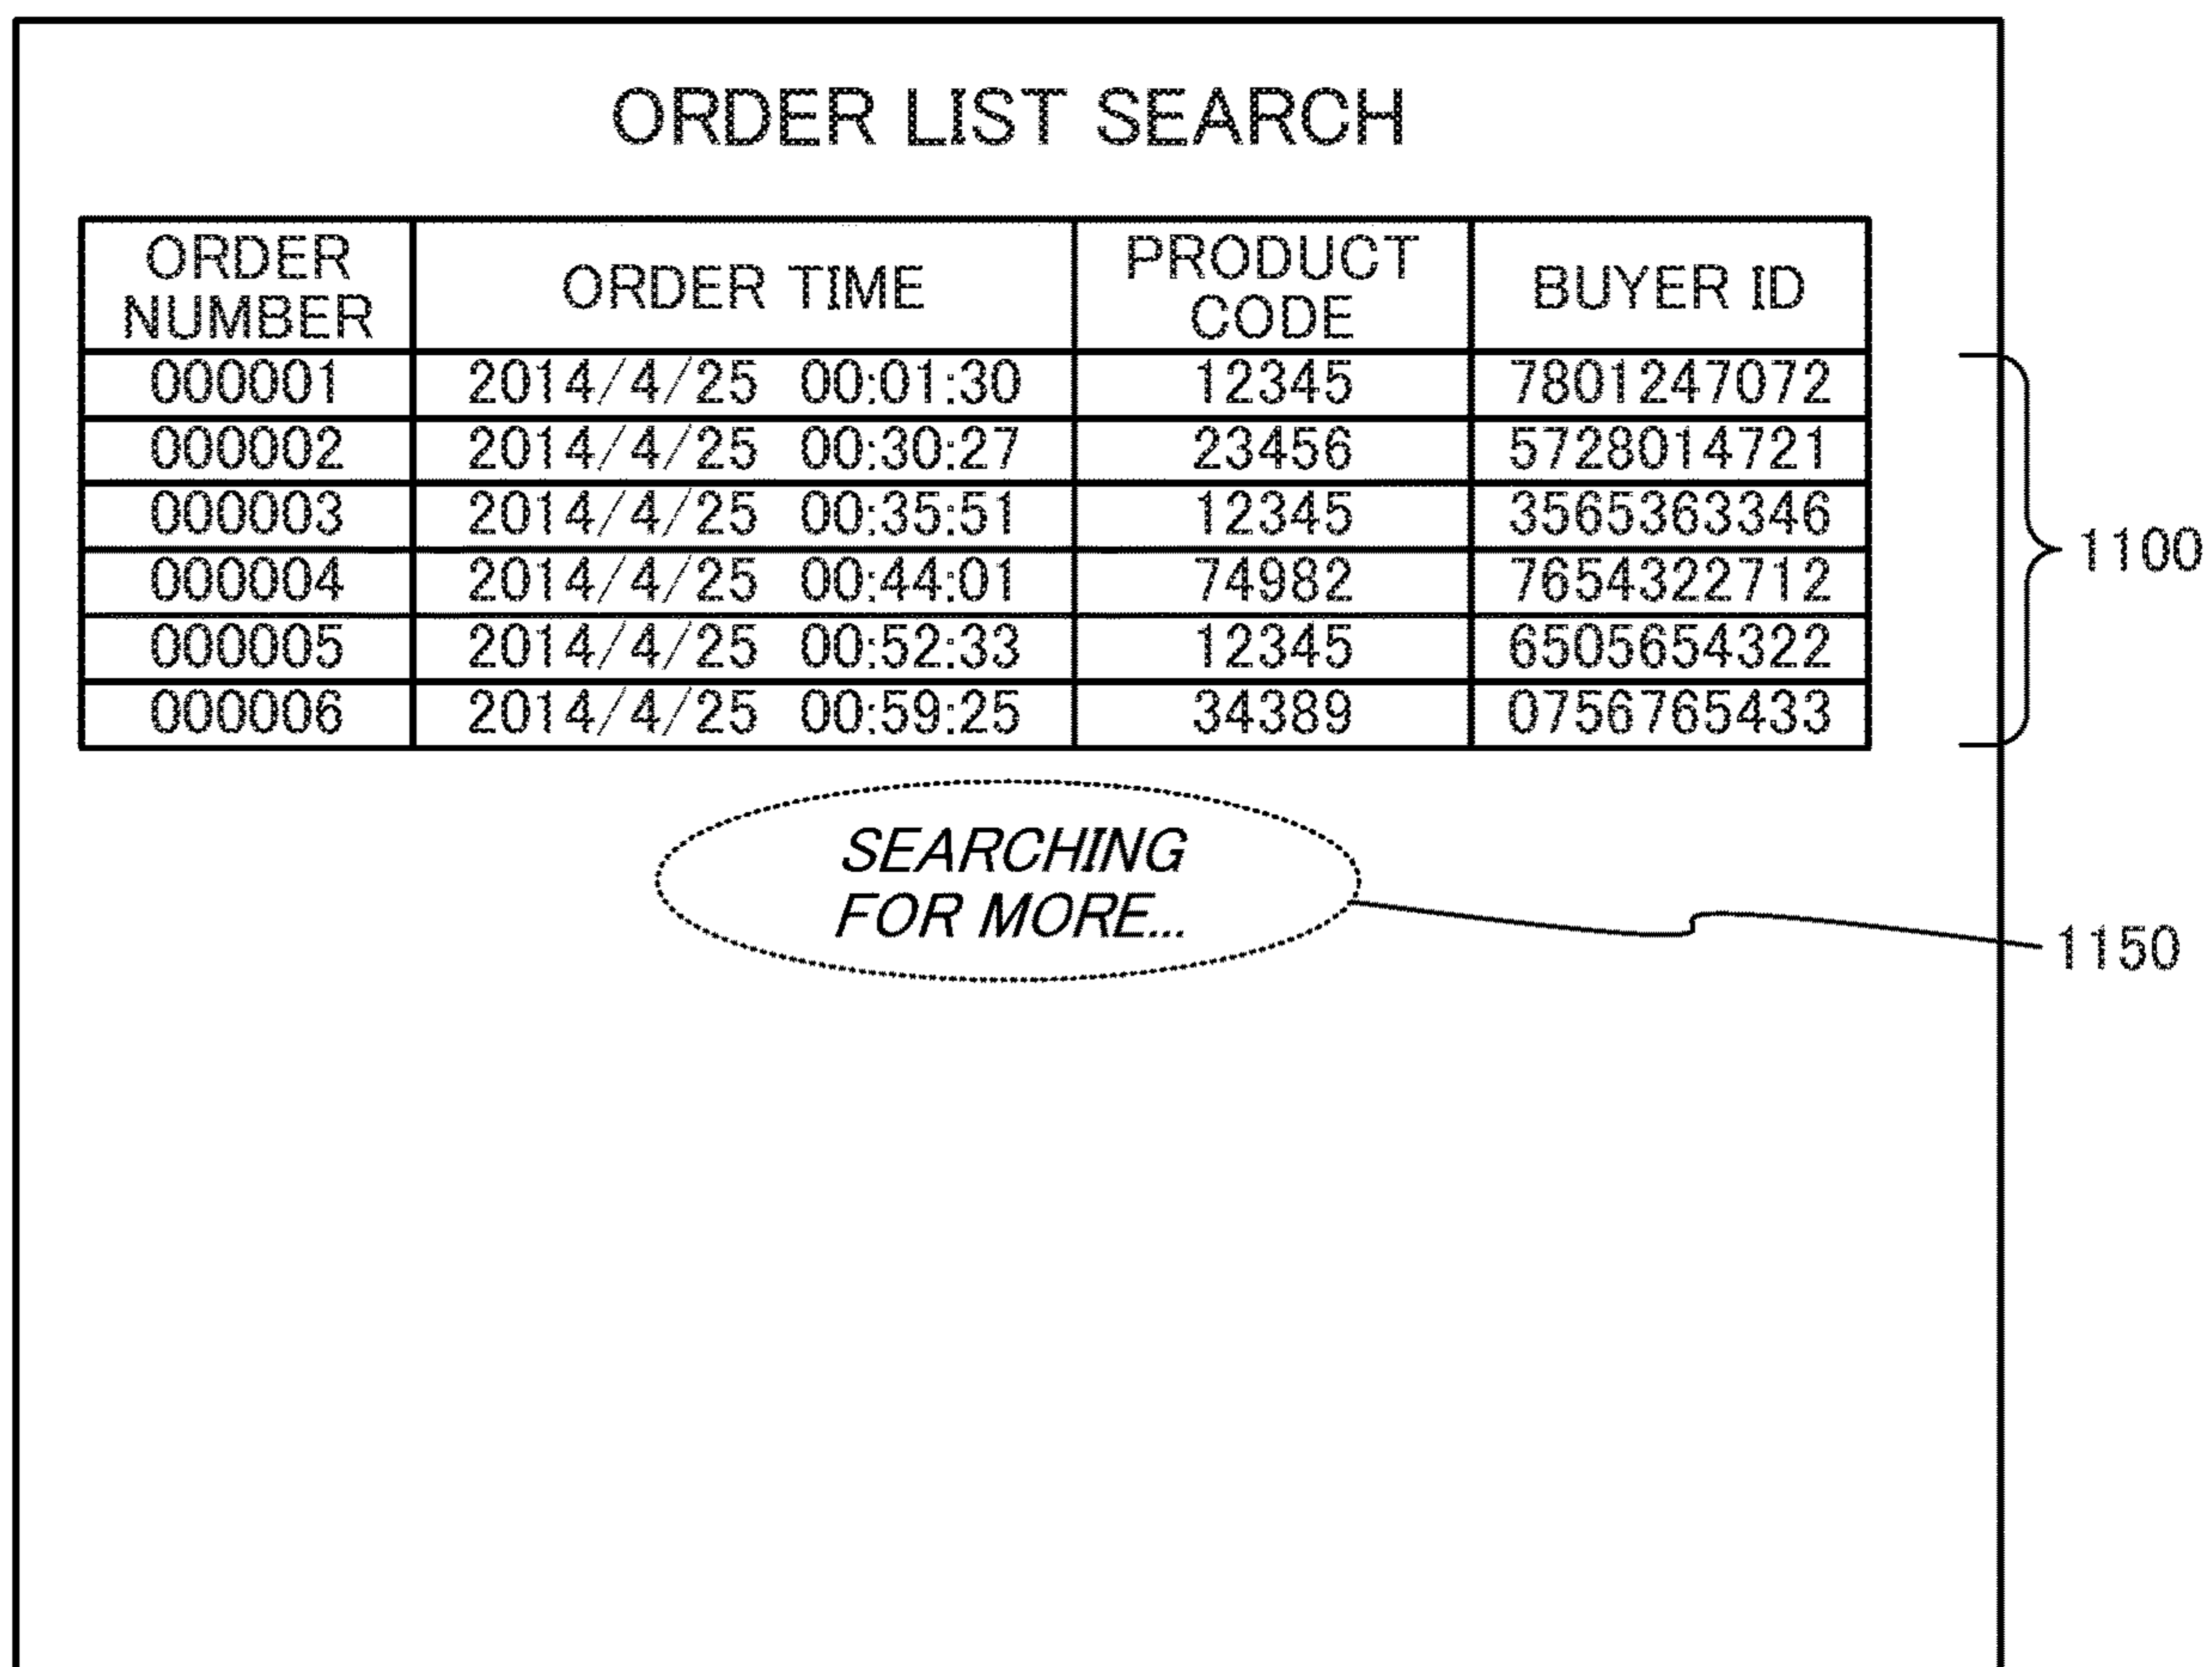 ORDER LIST SEARCH
ORDER NUMBER ORDER TIME PRODUCT CODE BUYER ID
000001 2014/4/25 00:01:30 12345 7801247072
000002 2014/4/25 00:30:27 23456 5728014721
000003 2014/4/25 00:35:51 12345 3565363346
000004 2014/4/25 00:44:01 74982 7654322712
000005 2014/4/25 00:52:33 12345 6505654322
000006 2014/4/25 00:59:25 34389 0756765433
1100
SEARCHING
FOR MORE...
1150